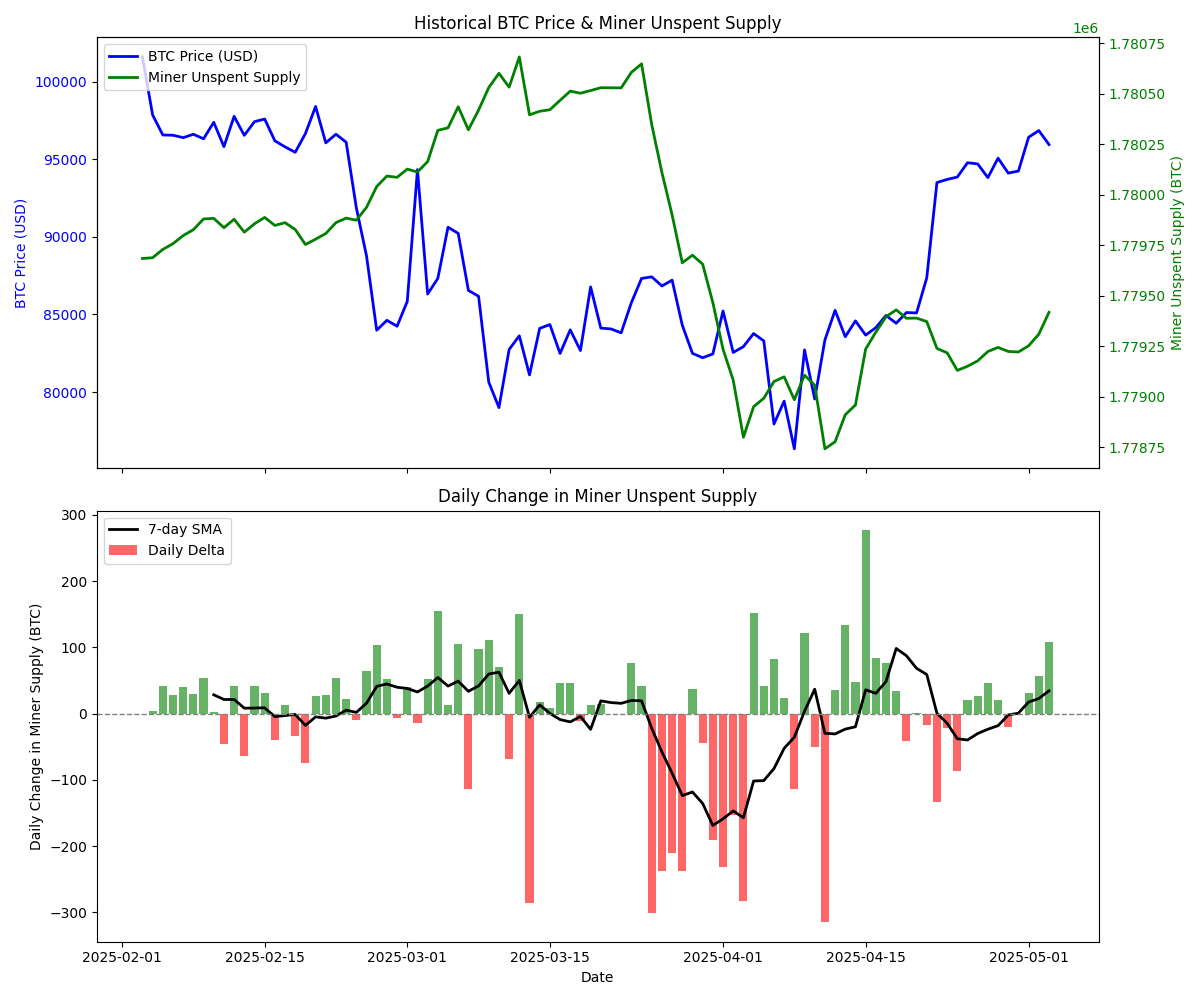 Historical BTC Price & Miner Unspent Supply
1e6
BTC Price (USD)
Miner Unspent Supply
100000
95000
90000
85000
80000
BTC Price (USD)
1.78075
1.78050
1.78025
1.78000
1.77975
1.77950
1.77925
1.77900
1.77875
Miner Unspent Supply (BTC)
Daily Change in Miner Unspent Supply
7-day SMA
Daily Delta
300
200
100
0
−100
−200
−300
Daily Change in Miner Supply (BTC)
2025-02-01
2025-02-15
2025-03-01
2025-03-15
2025-04-01
2025-04-15
2025-05-01
Date